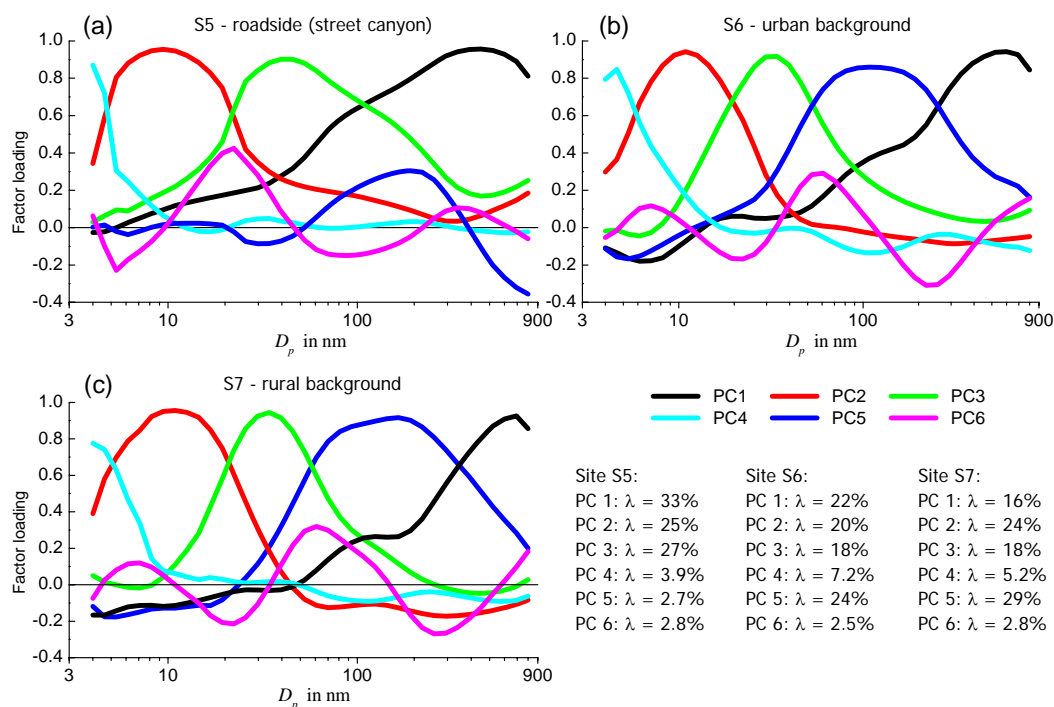 (a)
S5 - roadside (street canyon)
1.0
0.8
0.6
0.4
0.2
0.0
-0.2
-0.4
Factor loading
3
10
100
900
D_p in nm
(b)
S6 - urban background
1.0
0.8
0.6
0.4
0.2
0.0
-0.2
-0.4
3
10
100
900
D_p in nm
(c)
S7 - rural background
1.0
0.8
0.6
0.4
0.2
0.0
-0.2
-0.4
Factor loading
3
10
100
900
D_p in nm
PC1 PC2 PC3
PC4 PC5 PC6
Site S5: Site S6: Site S7:
PC 1: λ = 33% PC 1: λ = 22% PC 1: λ = 16%
PC 2: λ = 25% PC 2: λ = 20% PC 2: λ = 24%
PC 3: λ = 27% PC 3: λ = 18% PC 3: λ = 18%
PC 4: λ = 3.9% PC 4: λ = 7.2% PC 4: λ = 5.2%
PC 5: λ = 2.7% PC 5: λ = 24% PC 5: λ = 29%
PC 6: λ = 2.8% PC 6: λ = 2.5% PC 6: λ = 2.8%